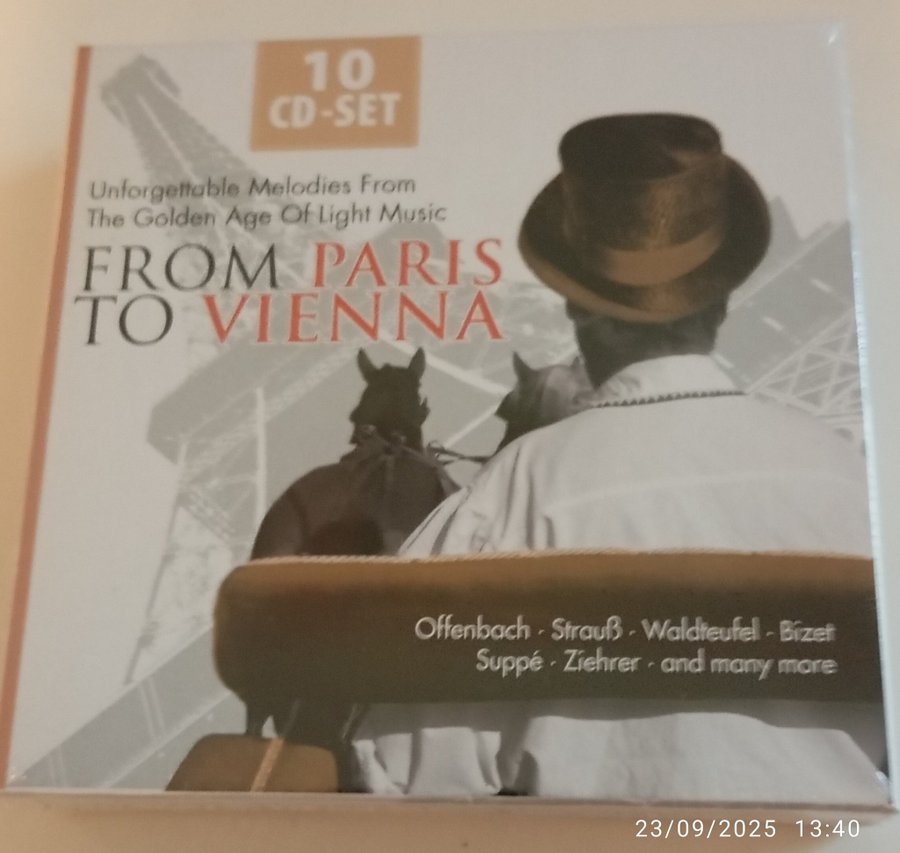 10
CD-SET
Unforgettable Melodies From
The Golden Age Of Light Music
FROM PARIS
TO VIENNA
Offenbach · Strauß · Waldteufel · Bizet
Suppé · Ziehrer · and many more
23/09/2025 13:40